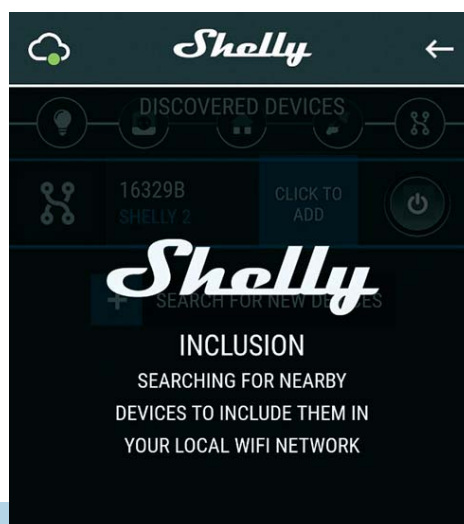 Shelly
DISCOVERED DEVICES
16329B
SHELLY 2
CLICK TO
ADD
Shelly
+ SEARCH FOR NEW DEVICES
INCLUSION
SEARCHING FOR NEARBY
DEVICES TO INCLUDE THEM IN
YOUR LOCAL WIFI NETWORK